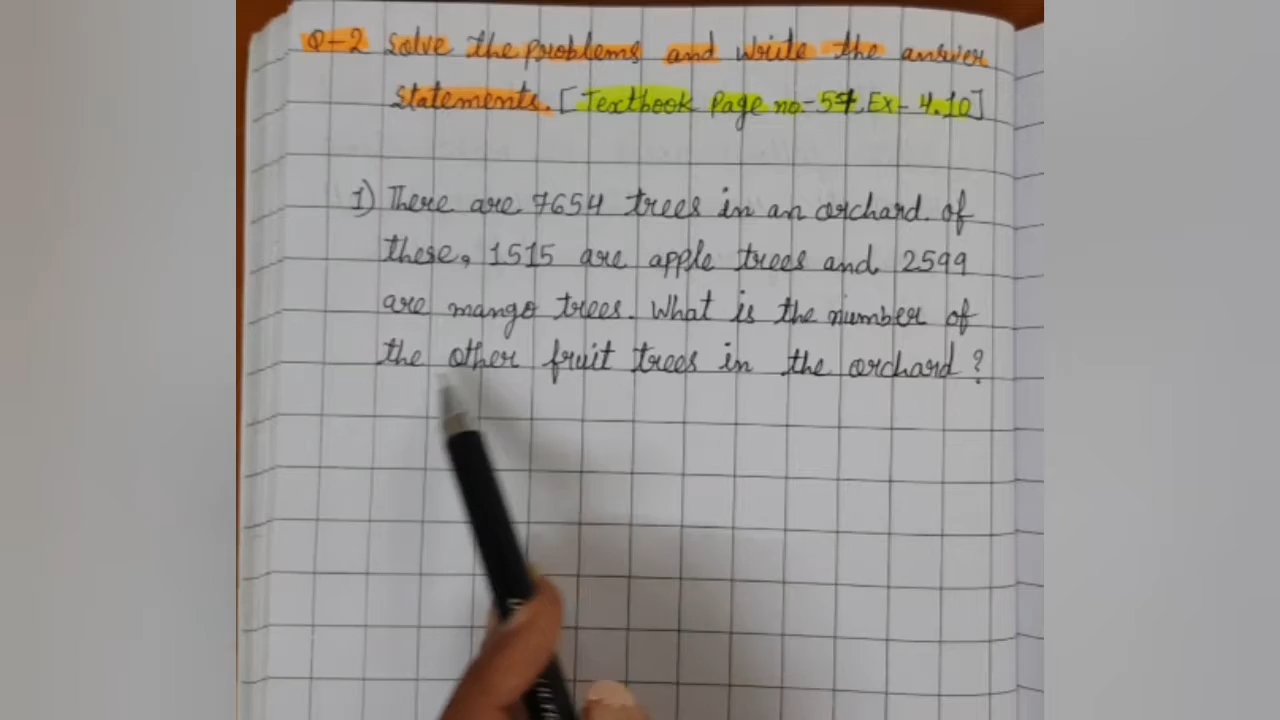 Q-2 Solve the problems and write the answer
statements. [Textbook Page no.-54, Ex- 4.10]
1) There are 7654 trees in an orchard. of
these, 1515 are apple trees and 2599
are mango trees. What is the number of
the other fruit trees in the orchard?